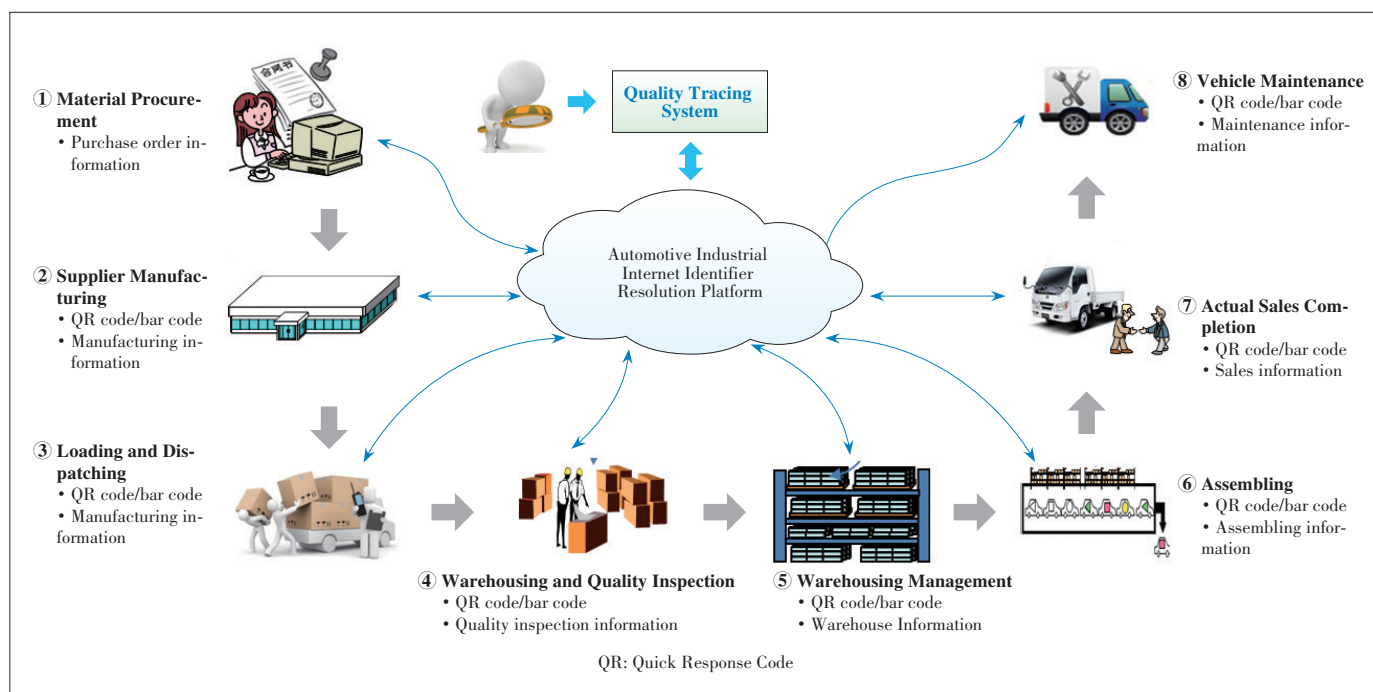 ① Material Procure-
ment
• Purchase order in-
formation
合同书
Quality Tracing
System
⑧ Vehicle Maintenance
• QR code/bar code
• Maintenance infor-
mation
② Supplier Manufac-
turing
• QR code/bar code
• Manufacturing in-
formation
Automotive Industrial
Internet Identifier
Resolution Platform
⑦ Actual Sales Com-
pletion
• QR code/bar code
• Sales information
③ Loading and Dis-
patching
• QR code/bar code
• Manufacturing in-
formation
④ Warehousing and Quality Inspection
• QR code/bar code
• Quality inspection information
⑤ Warehousing Management
• QR code/bar code
• Warehouse Information
⑥ Assembling
• QR code/bar code
• Assembling infor-
mation
QR: Quick Response Code